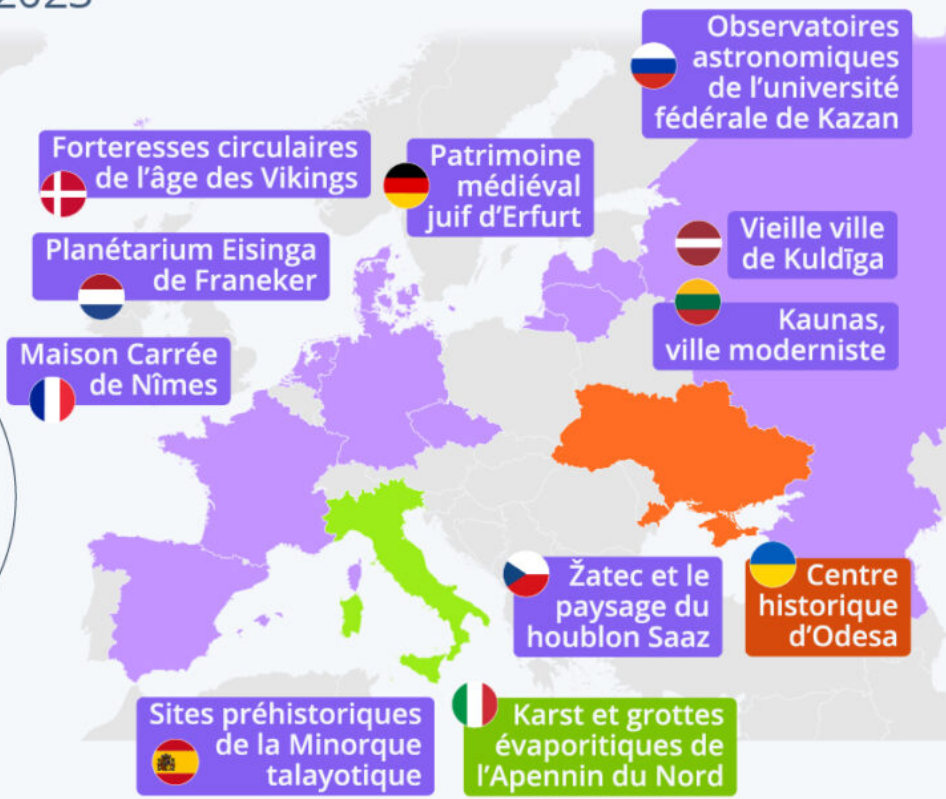 2023
Observatoires
astronomiques
de l'université
fédérale de Kazan
Forteresses circulaires
de l'âge des Vikings
Patrimoine
médiéval
juif d'Erfurt
Planétarium Eisinga
de Franeker
Vieille ville
de Kuldīga
Kaunas,
ville moderniste
Maison Carrée
de Nîmes
Žatec et le
paysage du
houblon Saaz
Centre
historique
d'Odesa
Sites préhistoriques
de la Minorque
talayotique
Karst et grottes
évaporitiques de
l'Apennin du Nord